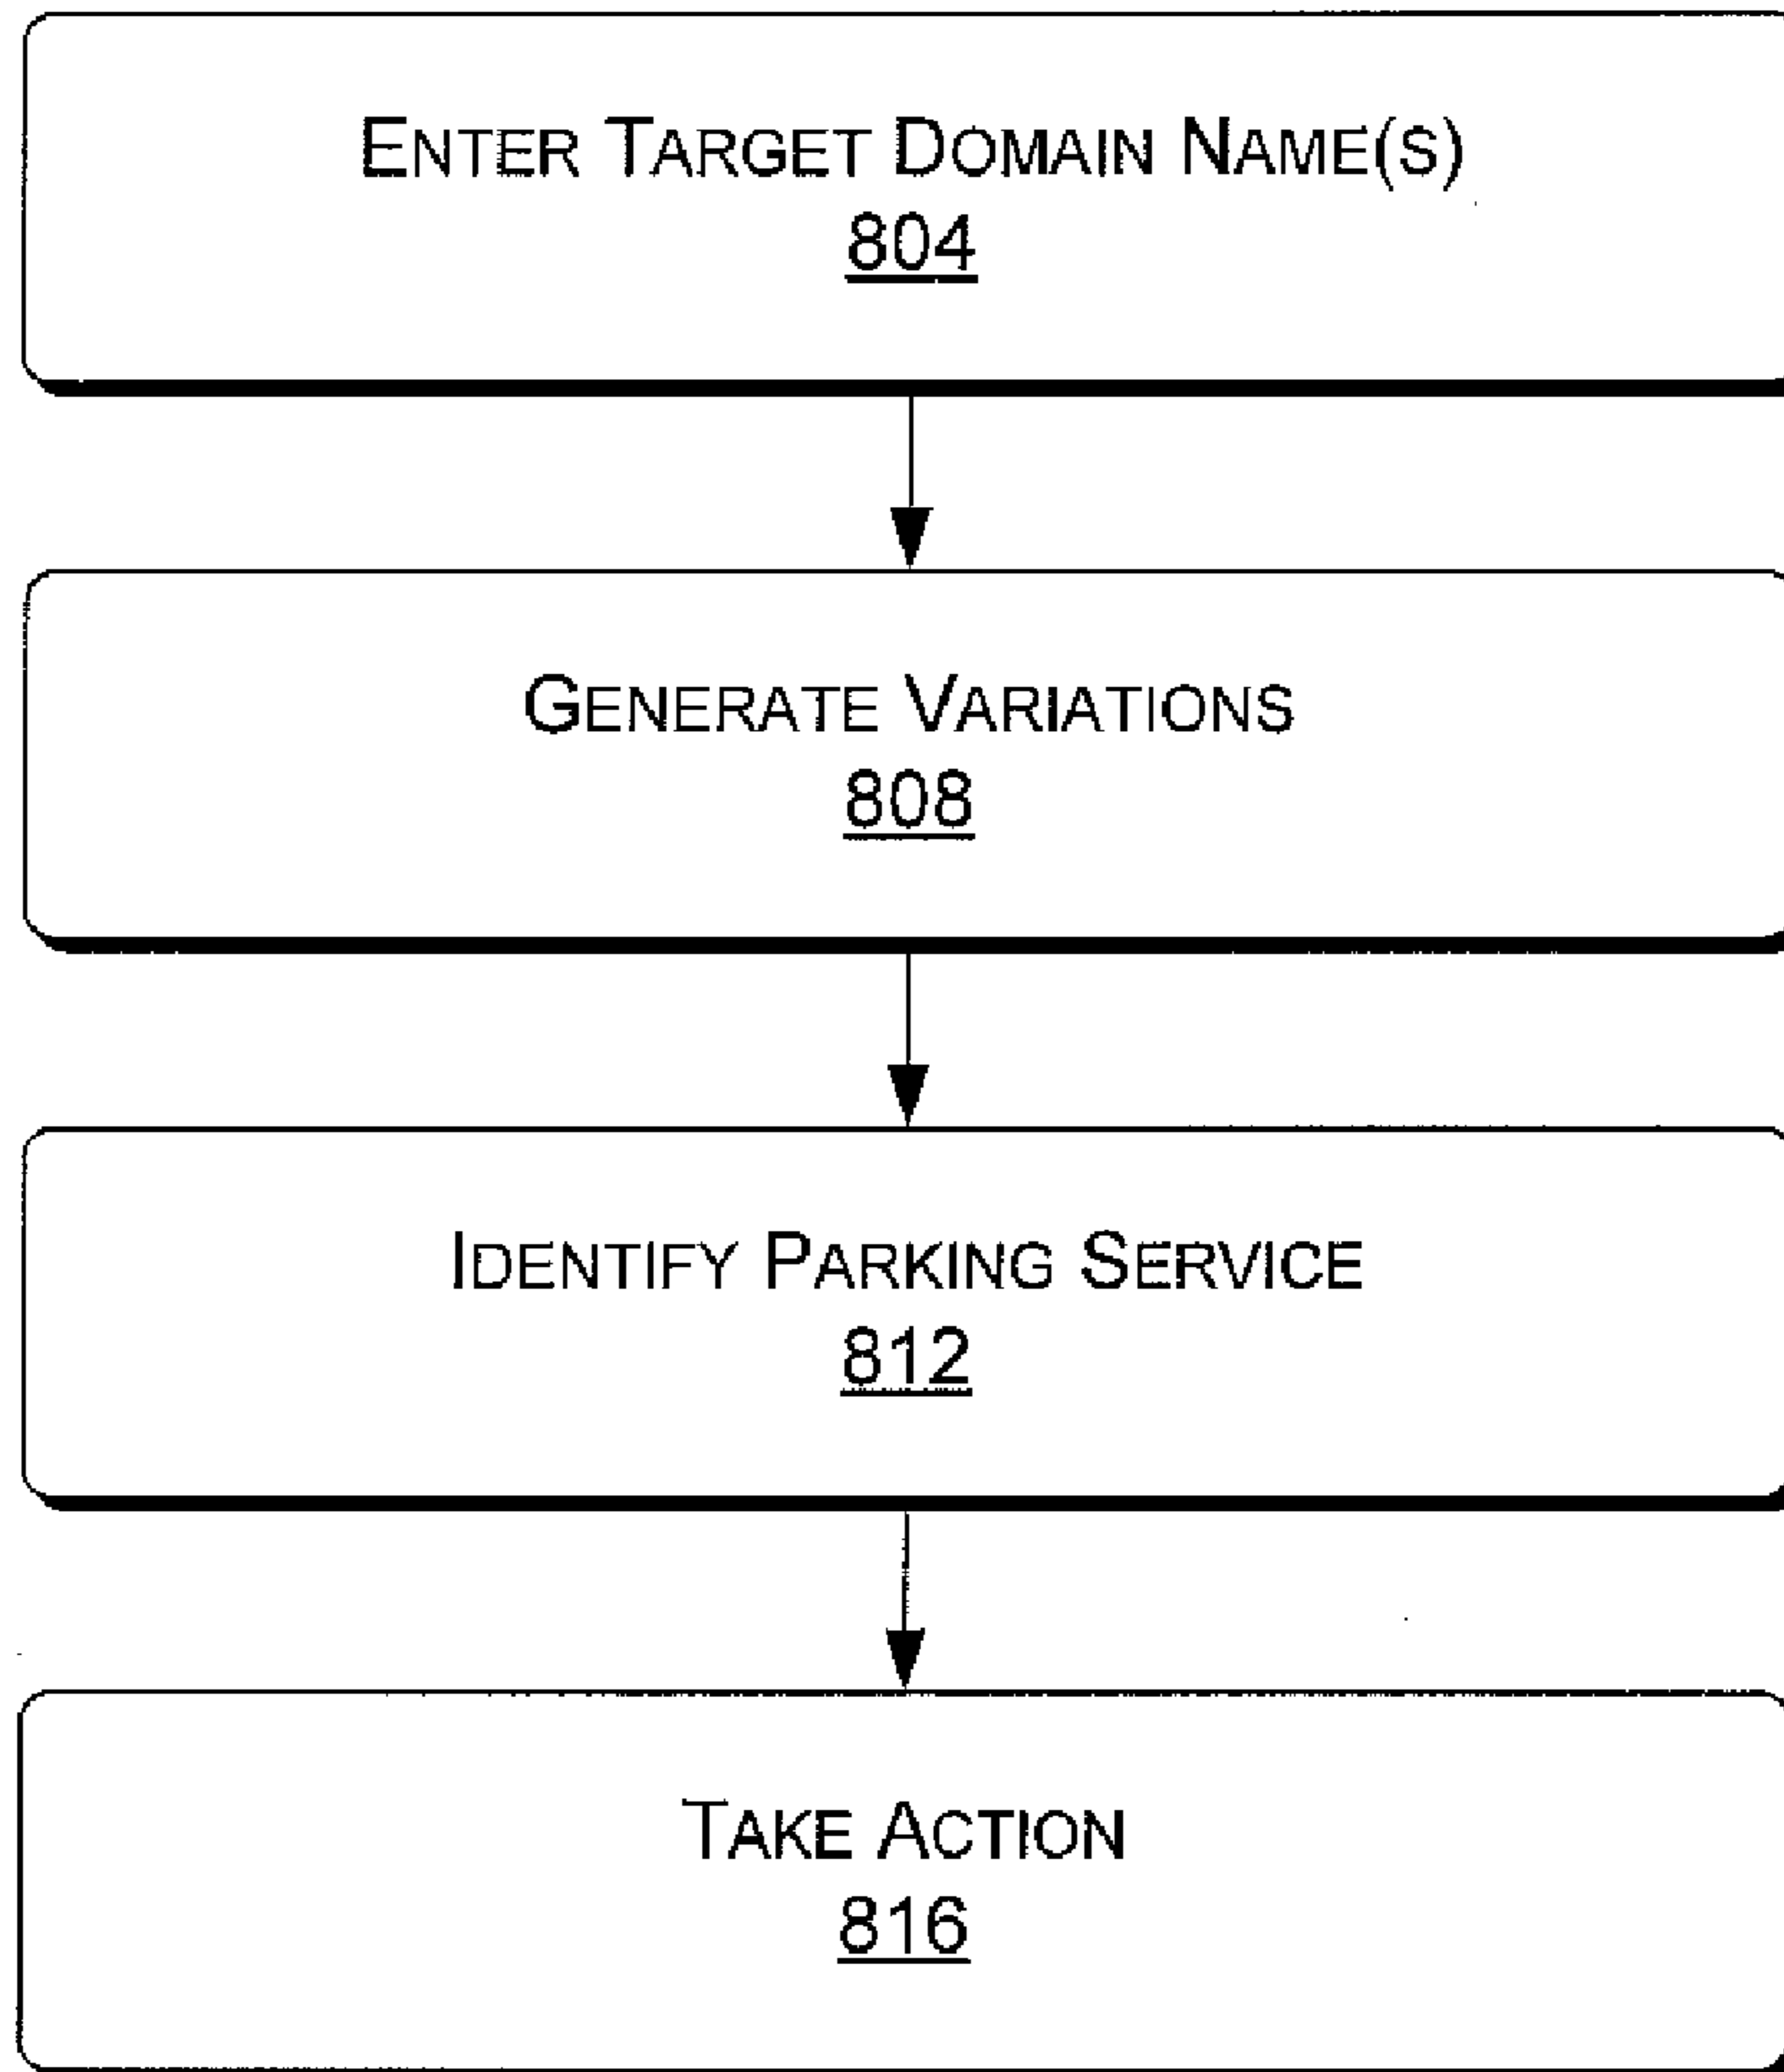 ENTER TARGET DOMAIN NAME(S)
804
GENERATE VARIATIONS
808
IDENTIFY PARKING SERVICE
812
TAKE ACTION
816